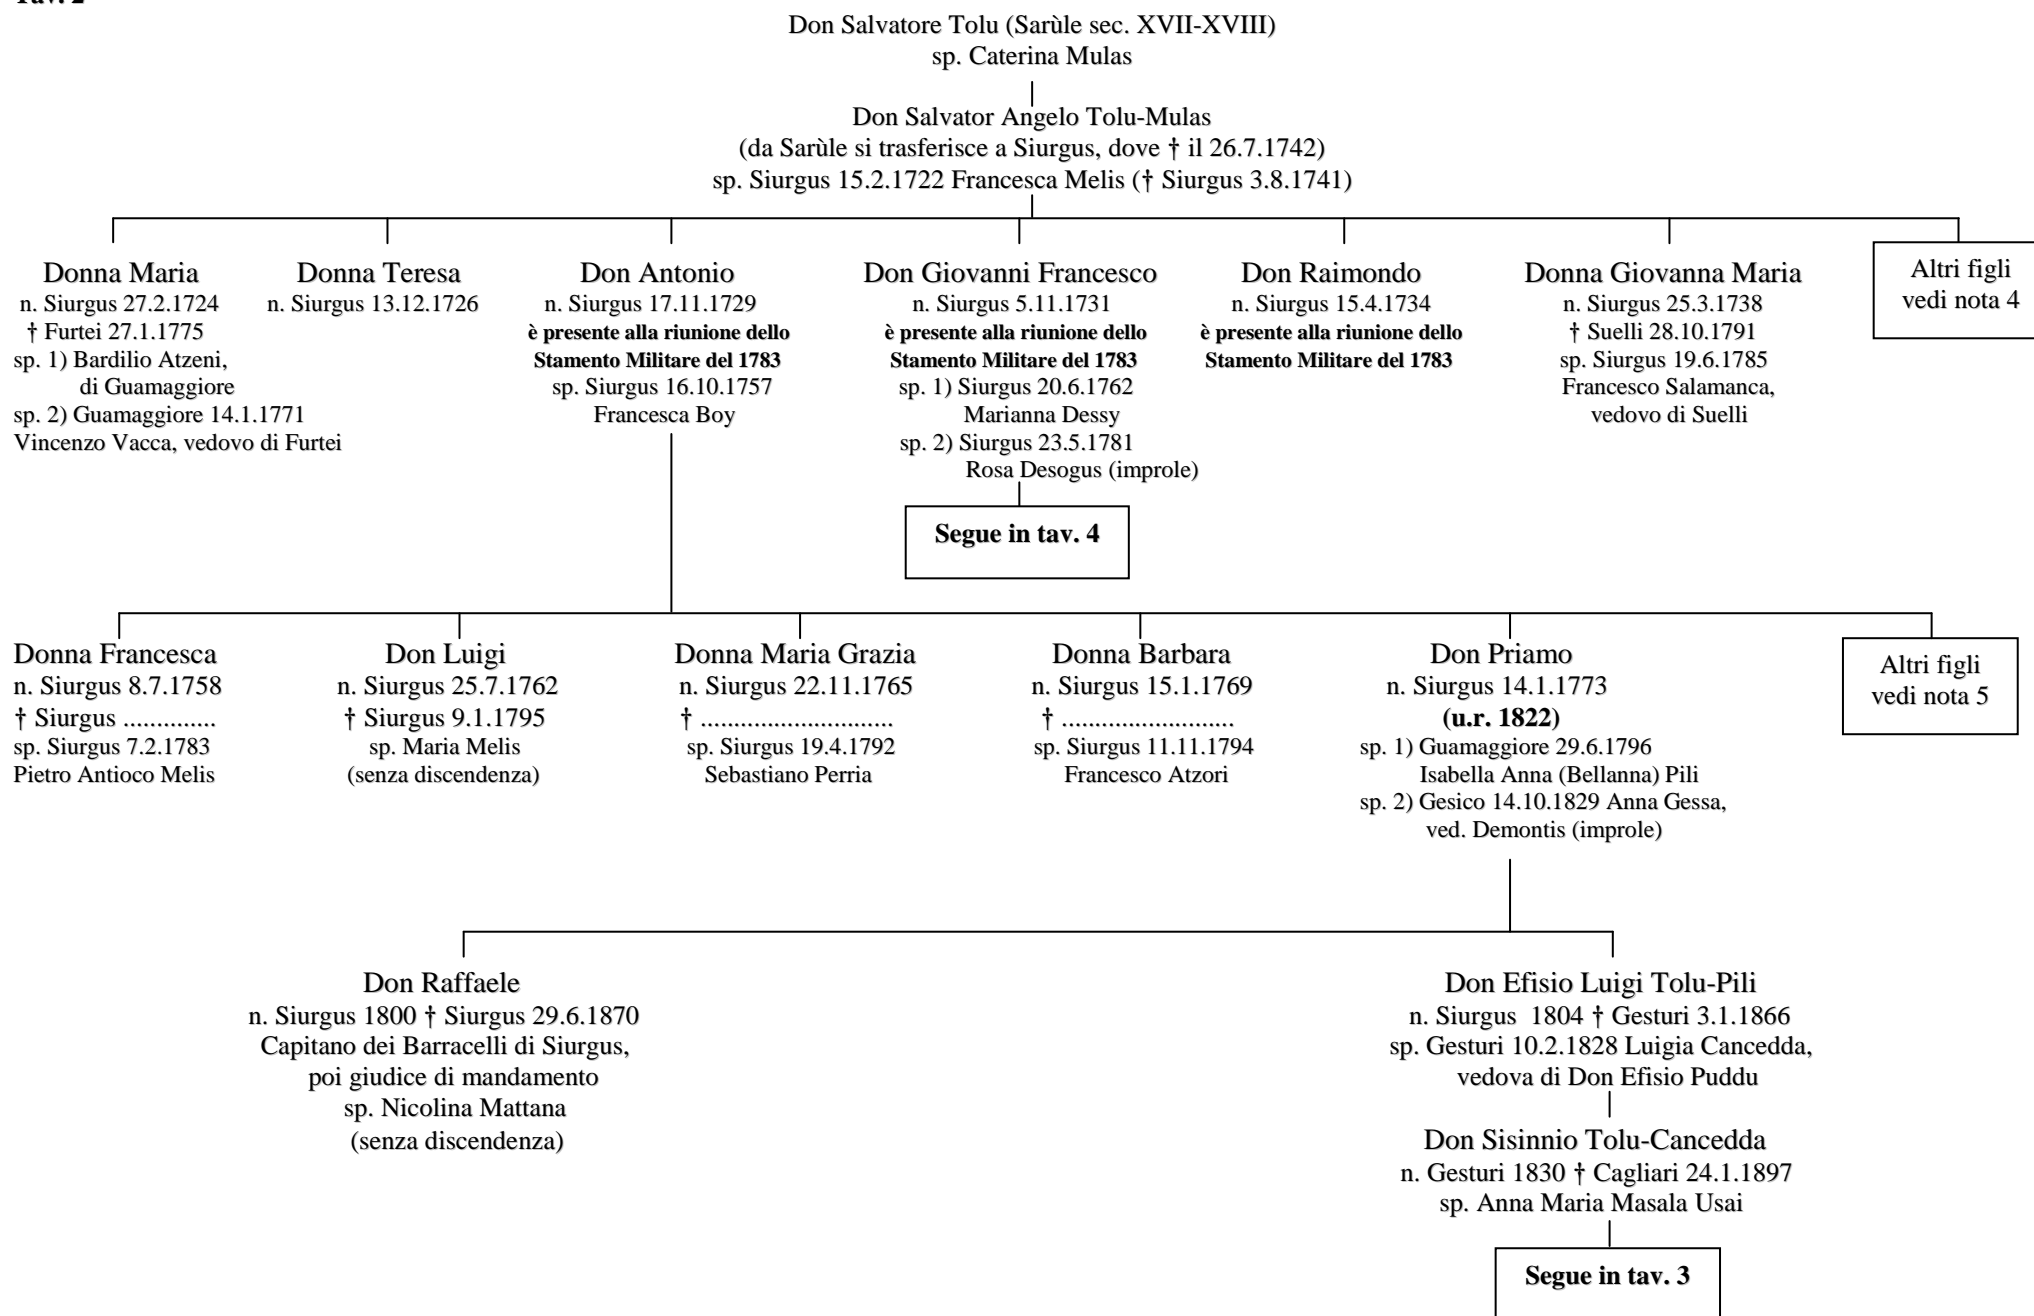 Tav. 2
Don Salvatore Tolu (Sarùle sec. XVII-XVIII)
sp. Caterina Mulas
Don Salvator Angelo Tolu-Mulas
(da Sarùle si trasferisce a Siurgus, dove † il 26.7.1742)
sp. Siurgus 15.2.1722 Francesca Melis († Siurgus 3.8.1741)
Donna Maria
n. Siurgus 27.2.1724
† Furtei 27.1.1775
sp. 1) Bardilio Atzeni,
di Guamaggiore
sp. 2) Guamaggiore 14.1.1771
Vincenzo Vacca, vedovo di Furtei
Donna Teresa
n. Siurgus 13.12.1726
Don Antonio
n. Siurgus 17.11.1729
è presente alla riunione dello
Stamento Militare del 1783
sp. Siurgus 16.10.1757
Francesca Boy
Don Giovanni Francesco
n. Siurgus 5.11.1731
è presente alla riunione dello
Stamento Militare del 1783
sp. 1) Siurgus 20.6.1762
Marianna Dessy
sp. 2) Siurgus 23.5.1781
Rosa Desogus (improle)
Segue in tav. 4
Don Raimondo
n. Siurgus 15.4.1734
è presente alla riunione dello
Stamento Militare del 1783
Donna Giovanna Maria
n. Siurgus 25.3.1738
† Suelli 28.10.1791
sp. Siurgus 19.6.1785
Francesco Salamanca,
vedovo di Suelli
Altri figli
vedi nota 4
Donna Francesca
n. Siurgus 8.7.1758
† Siurgus .............
sp. Siurgus 7.2.1783
Pietro Antioco Melis
Don Luigi
n. Siurgus 25.7.1762
† Siurgus 9.1.1795
sp. Maria Melis
(senza discendenza)
Donna Maria Grazia
n. Siurgus 22.11.1765
† ...........................
sp. Siurgus 19.4.1792
Sebastiano Perria
Donna Barbara
n. Siurgus 15.1.1769
† ........................
sp. Siurgus 11.11.1794
Francesco Atzori
Don Priamo
n. Siurgus 14.1.1773
(u.r. 1822)
sp. 1) Guamaggiore 29.6.1796
Isabella Anna (Bellanna) Pili
sp. 2) Gesico 14.10.1829 Anna Gessa,
ved. Demontis (improle)
Altri figli
vedi nota 5
Don Raffaele
n. Siurgus 1800 † Siurgus 29.6.1870
Capitano dei Barracelli di Siurgus,
poi giudice di mandamento
sp. Nicolina Mattana
(senza discendenza)
Don Efisio Luigi Tolu-Pili
n. Siurgus 1804 † Gesturi 3.1.1866
sp. Gesturi 10.2.1828 Luigia Cancedda,
vedova di Don Efisio Puddu
Don Sisinnio Tolu-Cancedda
n. Gesturi 1830 † Cagliari 24.1.1897
sp. Anna Maria Masala Usai
Segue in tav. 3